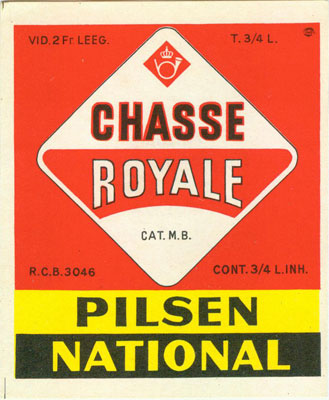 VID. 2 Fr. LEEG. T. 3/4 L.
CHASSE
ROYALE
CAT. M.B.
R.C.B. 3046 CONT. 3/4 L. INH.
PILSEN
NATIONAL